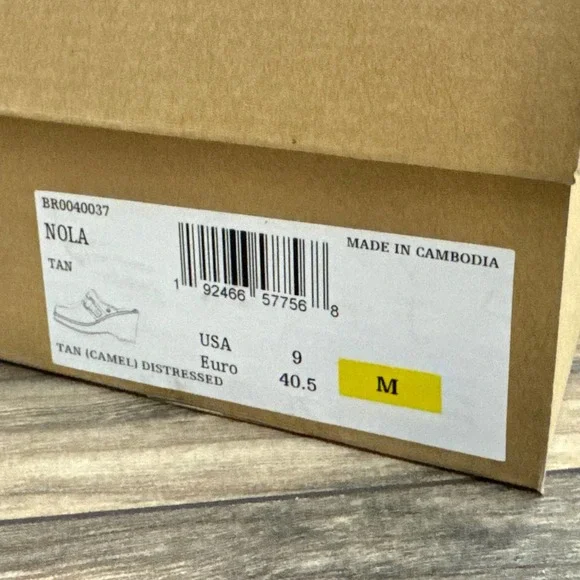 BR0040037
NOLA
MADE IN CAMBODIA
TAN
1 92466 57756 8
USA 9
Euro 40.5
M
TAN (CAMEL) DISTRESSED